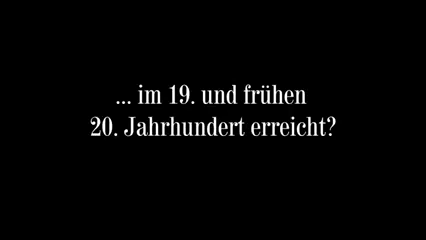 ... im 19. und frühen
20. Jahrhundert erreicht?